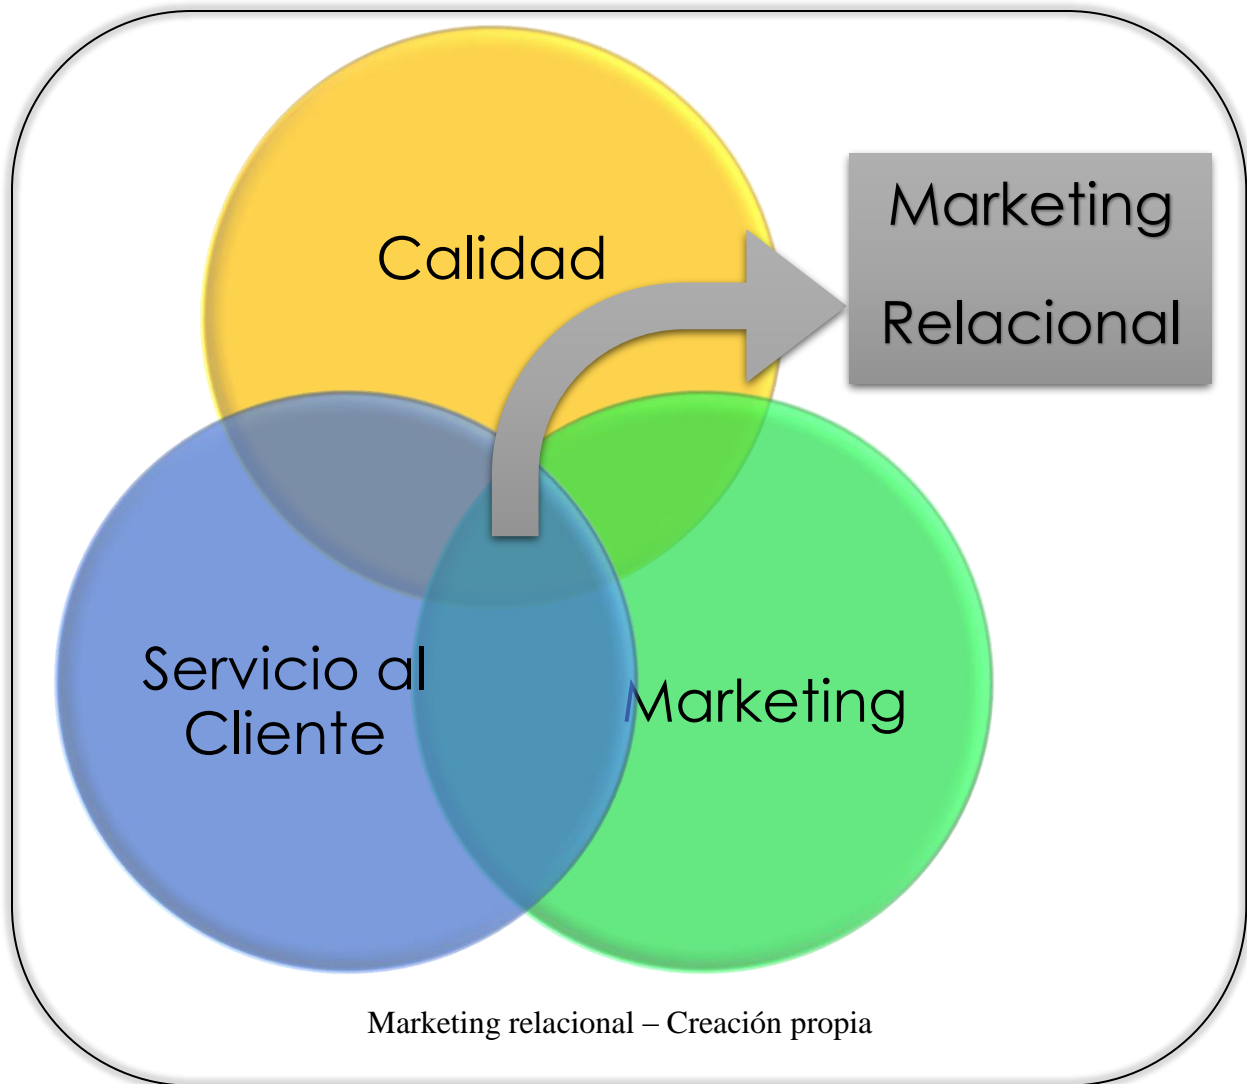 Calidad
Marketing
Relacional
Servicio al
Cliente
Marketing
Marketing relacional – Creación propia